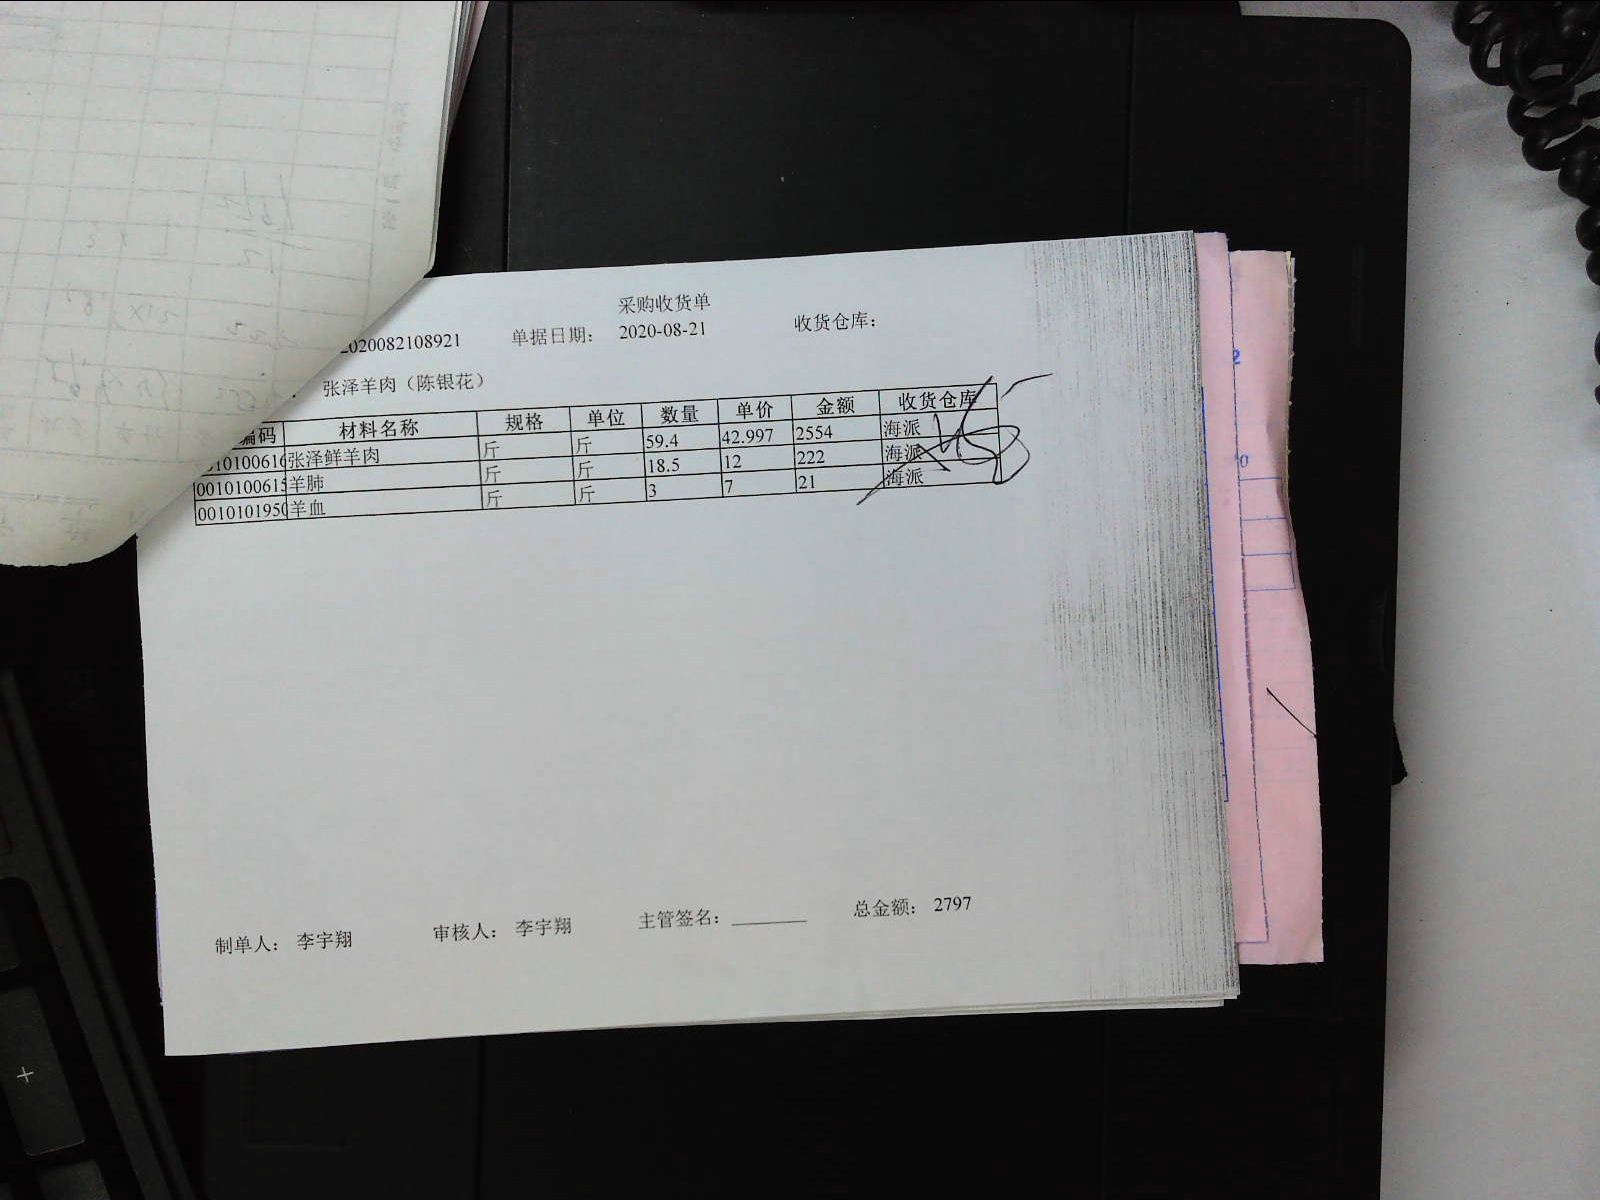 采购收货单
2020082108921 单据日期： 2020-08-21 收货仓库：
张泽羊肉（陈银花）
编码 材料名称 规格 单位 数量 单价 金额 收货仓库
010100616 张泽鲜羊肉 斤 斤 59.4 42.997 2554 海派
0010100615 羊肺 斤 斤 18.5 12 222 海派
0010101950 羊血 斤 斤 3 7 21 海派
制单人： 李宇翔 审核人： 李宇翔 主管签名： 总金额： 2797